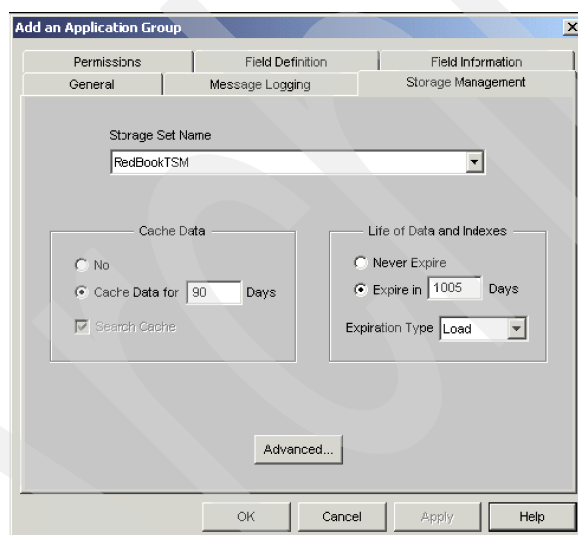 Add an Application Group
Permissions Field Definition Field Information
General Message Logging Storage Management
Storage Set Name
RedBookTSM
Cache Data
No
Cache Data for 90 Days
Search Cache
Life of Data and Indexes
Never Expire
Expire in 1005 Days
Expiration Type Load
Advanced...
OK Cancel Apply Help